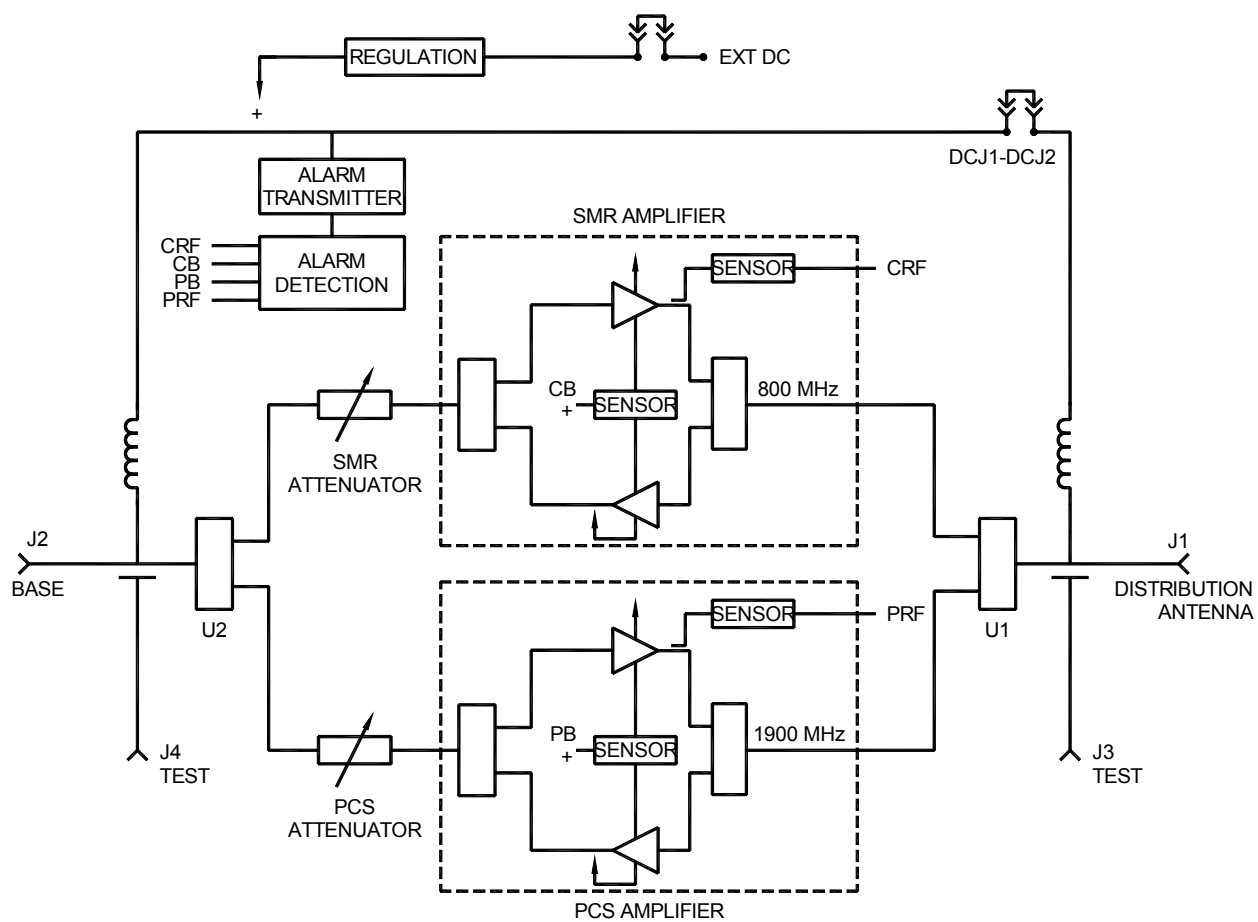 REGULATION
EXT DC
+
DCJ1-DCJ2
ALARM
TRANSMITTER
SMR AMPLIFIER
CRF
CB
PB
PRF
ALARM
DETECTION
SENSOR
CRF
CB
+
SENSOR
800 MHz
SMR
ATTENUATOR
J2
BASE
U2
J1
DISTRIBUTION
ANTENNA
U1
SENSOR
PRF
PB
+
SENSOR
1900 MHz
J4
TEST
PCS
ATTENUATOR
J3
TEST
PCS AMPLIFIER